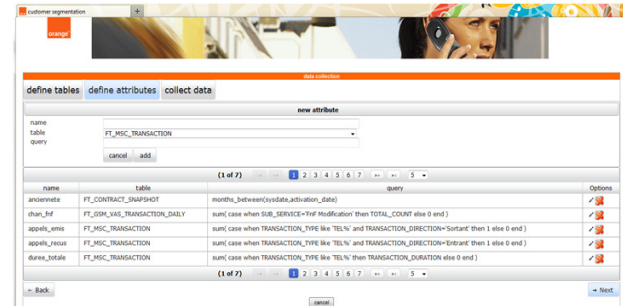 customer segmentation +
orange
data collection
define tables define attributes collect data
new attribute
name
table FT_MSC_TRANSACTION
query
cancel add
(1 of 7) 1 2 3 4 5 6 7 5
name table query Options
anciennete FT_CONTRACT_SNAPSHOT months_between(sysdate,activation_date)
chan_fnf FT_GSM_VAS_TRANSACTION_DAILY sum( case when SUB_SERVICE='FnF Modification' then TOTAL_COUNT else 0 end )
appels_emis FT_MSC_TRANSACTION sum( case when TRANSACTION_TYPE like 'TEL%' and TRANSACTION_DIRECTION='Sortant' then 1 else 0 end )
appels_recus FT_MSC_TRANSACTION sum( case when TRANSACTION_TYPE like 'TEL%' and TRANSACTION_DIRECTION='Entrant' then 1 else 0 end )
duree_totale FT_MSC_TRANSACTION sum( case when TRANSACTION_TYPE like 'TEL%' then TRANSACTION_DURATION else 0 end )
(1 of 7) 1 2 3 4 5 6 7 5
← Back → Next
cancel